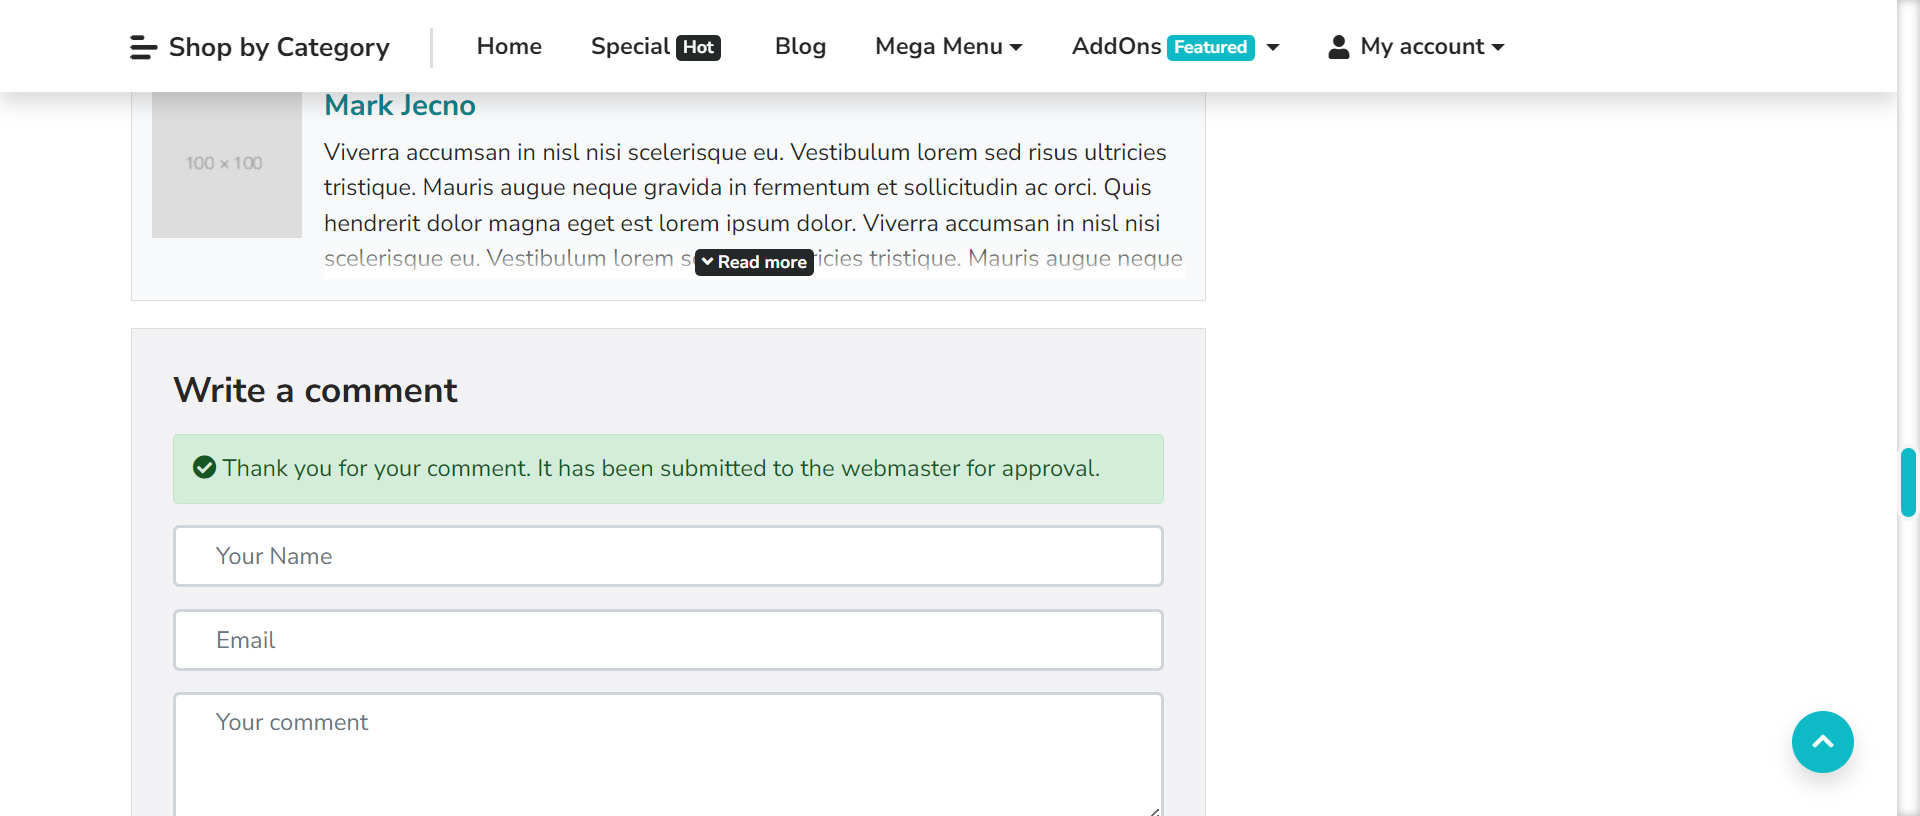 Shop by Category Home Special Hot Blog Mega Menu AddOns Featured My account
Mark Jecno
100 × 100
Viverra accumsan in nisl nisi scelerisque eu. Vestibulum lorem sed risus ultricies
tristique. Mauris augue neque gravida in fermentum et sollicitudin ac orci. Quis
hendrerit dolor magna eget est lorem ipsum dolor. Viverra accumsan in nisl nisi
scelerisque eu. Vestibulum lorem tristique. Mauris augue neque
Read more
Write a comment
Thank you for your comment. It has been submitted to the webmaster for approval.
Your Name
Email
Your comment